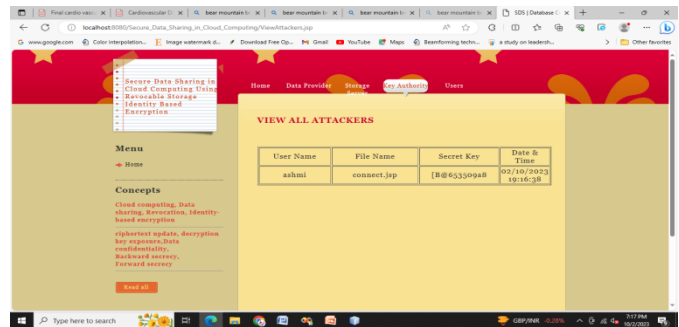 Final cardio vasc
Cardiovascular D
bear mountain b
bear mountain b
bear mountain b
bear mountain b
SDS | Database C
localhost:8080/Secure_Data_Sharing_in_Cloud_Computing/ViewAttackers.jsp
www.google.com
Color interpolation...
Image watermark d...
Download Free Op...
Gmail
YouTube
Maps
Beamforming techn...
e study on leadersh...
Other favorites
Secure Data Sharing in
Cloud Computing Using
Revocable Storage
Identity Based
Encryption
Home Data Provider Storage Key Authority Users
Server
VIEW ALL ATTACKERS
User Name File Name Secret Key Date & Time
ashmi connect.jsp [B@653509a8 02/10/2023 19:16:38
Menu
Home
Concepts
Cloud computing, Data
sharing, Revocation, Identity-
based encryption
ciphertext update, decryption
key exposure,Data
confidentiality,
Backward secrecy,
Forward secrecy
Read all
Type here to search
GBP/INR -0.28%
7:17 PM
10/2/2023